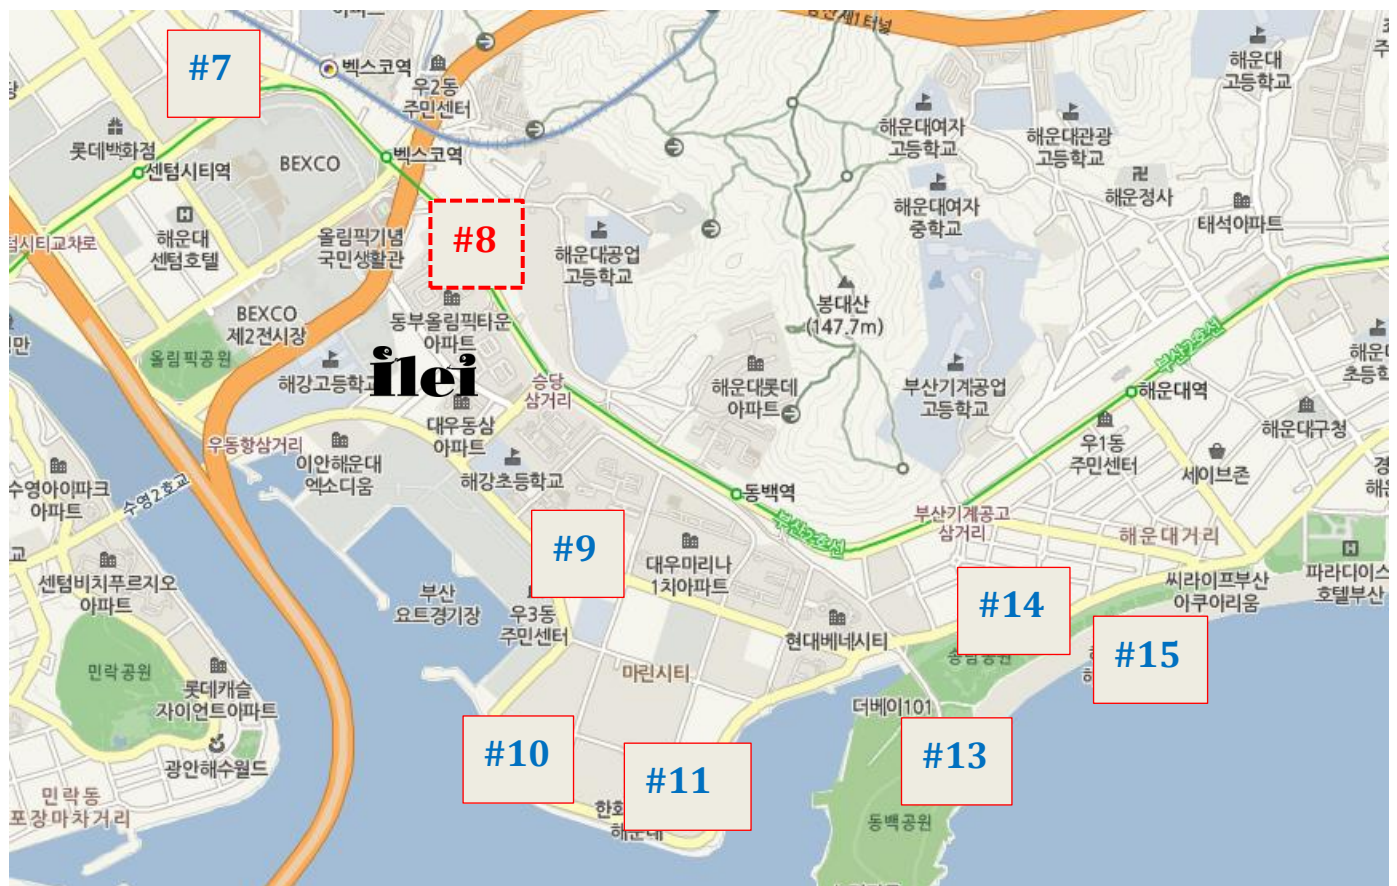 #7
벡스코역
우2동
주민센터
롯데백화점
센텀시티역
BEXCO
벡스코역
해운대
센텀호텔
올림픽기념
국민생활관
#8
해운대공업
고등학교
해운대여자
고등학교
해운대관광
고등학교
해운대
고등학교
해운정사
해운대여자
중학교
태석아파트
BEXCO
제2전시장
올림픽공원
동부올림픽타운
아파트
해강고등학교
ilei
승당
삼거리
봉대산
(147.7m)
해운대롯데
아파트
부산기계공업
고등학교
부산2호선
해운대역
우1동
주민센터
해운대구청
세이브존
대우동삼
아파트
우동항삼거리
이안해운대
엑소디움
해강초등학교
수영2호교
수영아이파크
아파트
동백역
부산2호선
부산기계공고
삼거리
해운대거리
#9
대우마리나
1차아파트
센텀비치푸르지오
아파트
부산
요트경기장
우3동
주민센터
#14
씨라이프부산
아쿠아리움
파라다이스
호텔부산
현대베네시티
송림공원
#15
민락공원
마린시티
롯데캐슬
자이언트아파트
더베이101
#10
#11
#13
광안해수월드
민락동
포장마차거리
동백공원